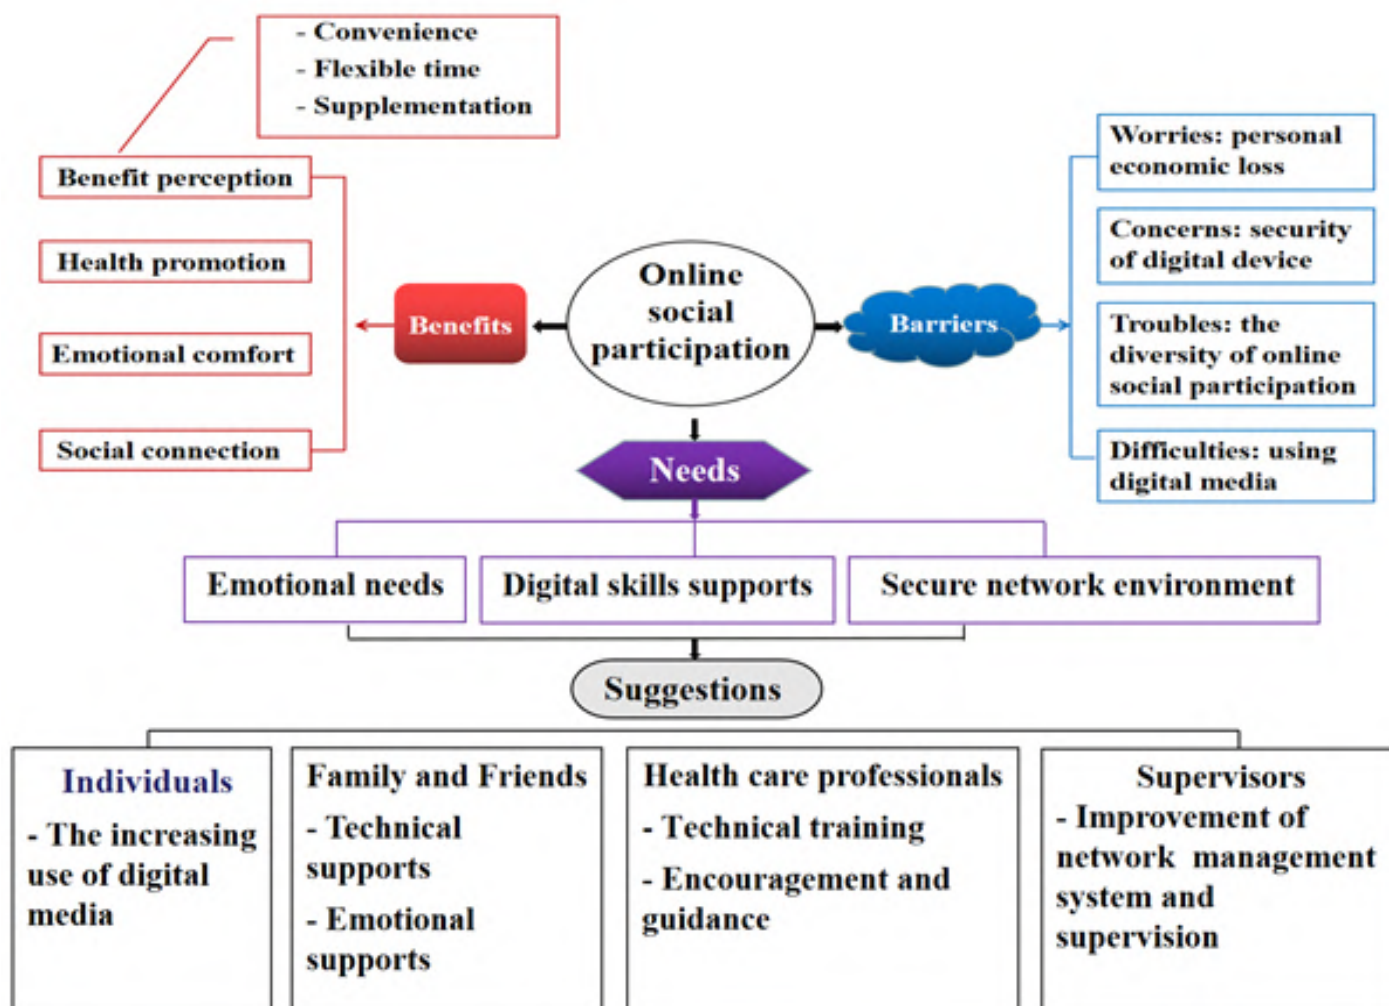 - Convenience
- Flexible time
- Supplementation
Benefit perception
Health promotion
Emotional comfort
Social connection
Benefits
Online
social
participation
Barriers
Worries: personal
economic loss
Concerns: security
of digital device
Troubles: the
diversity of online
social participation
Difficulties: using
digital media
Needs
Emotional needs
Digital skills supports
Secure network environment
Suggestions
Individuals
- The increasing
use of digital
media
Family and Friends
- Technical
supports
- Emotional
supports
Health care professionals
- Technical training
- Encouragement and
guidance
Supervisors
- Improvement of
network management
system and
supervision